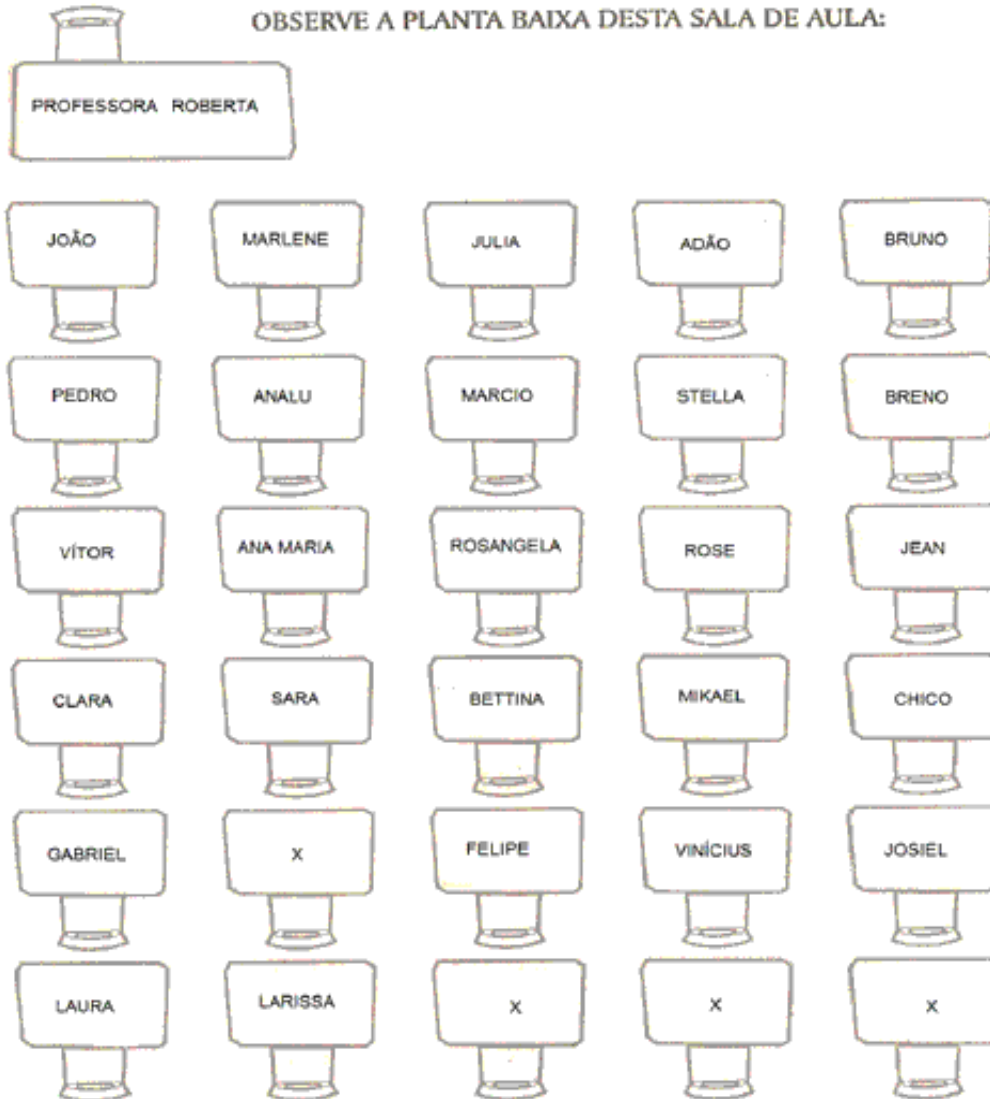 OBSERVE A PLANTA BAIXA DESTA SALA DE AULA:
PROFESSORA ROBERTA
JOÃO MARLENE JULIA ADÃO BRUNO
PEDRO ANALU MARCIO STELLA BRENO
VÍTOR ANA MARIA ROSANGELA ROSE JEAN
CLARA SARA BETTINA MIKAEL CHICO
GABRIEL X FELIPE VINÍCIUS JOSIEL
LAURA LARISSA X X X